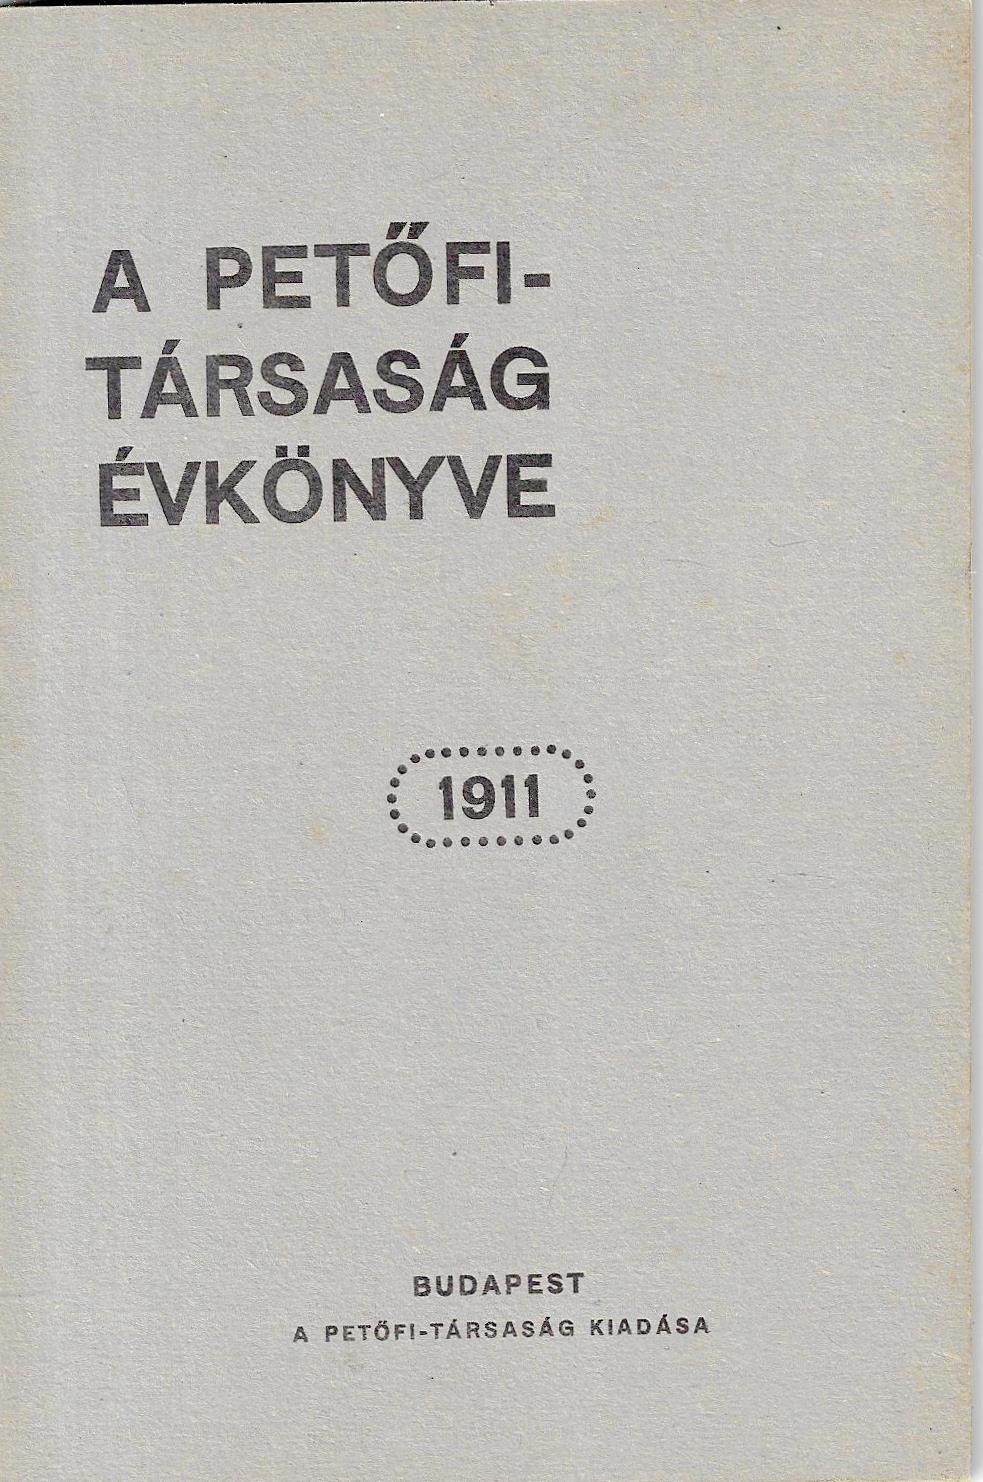 A PETŐFI-
TÁRSASÁG
ÉVKÖNYVE
1911
BUDAPEST
A PETŐFI-TÁRSASÁG KIADÁSA